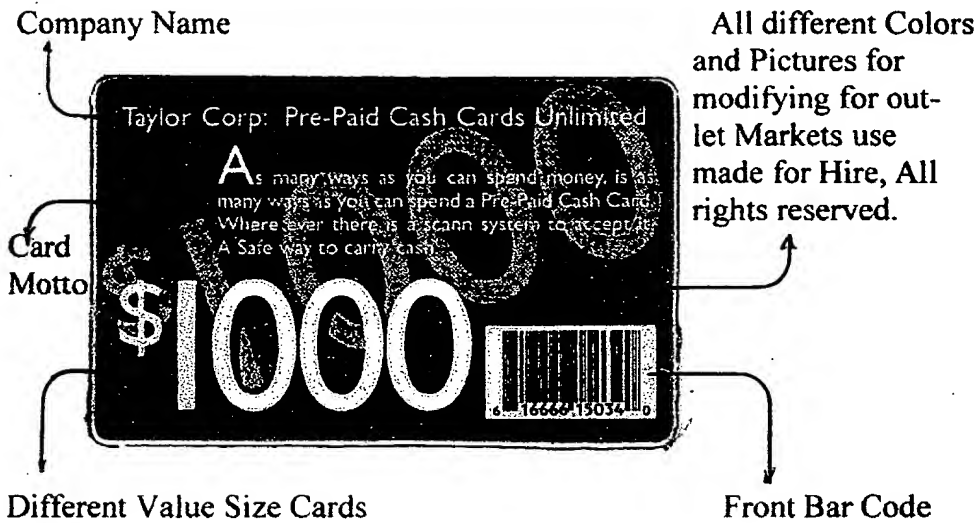 Company Name
All different Colors
and Pictures for
modifying for out-
let Markets use
made for Hire, All
rights reserved.
Taylor Corp: Pre-Paid Cash Cards Unlimited
As many ways as you can spend money, is as
many ways as you can spend a Pre-Paid Cash Card.
Where ever there is a scann system to accept it.
A Safe way to carry cash.
Card
Motto
$1000
$1000
6 16666 15034 0
Different Value Size Cards
Front Bar Code